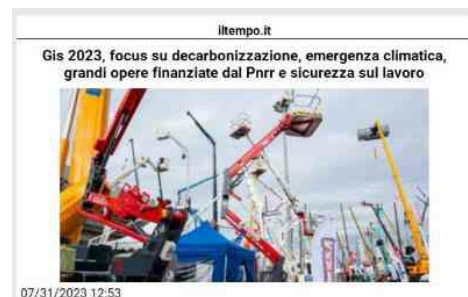 iltempo.it
Gis 2023, focus su decarbonizzazione, emergenza climatica,
grandi opere finanziate dal Pnrr e sicurezza sul lavoro
07/31/2023 12:53